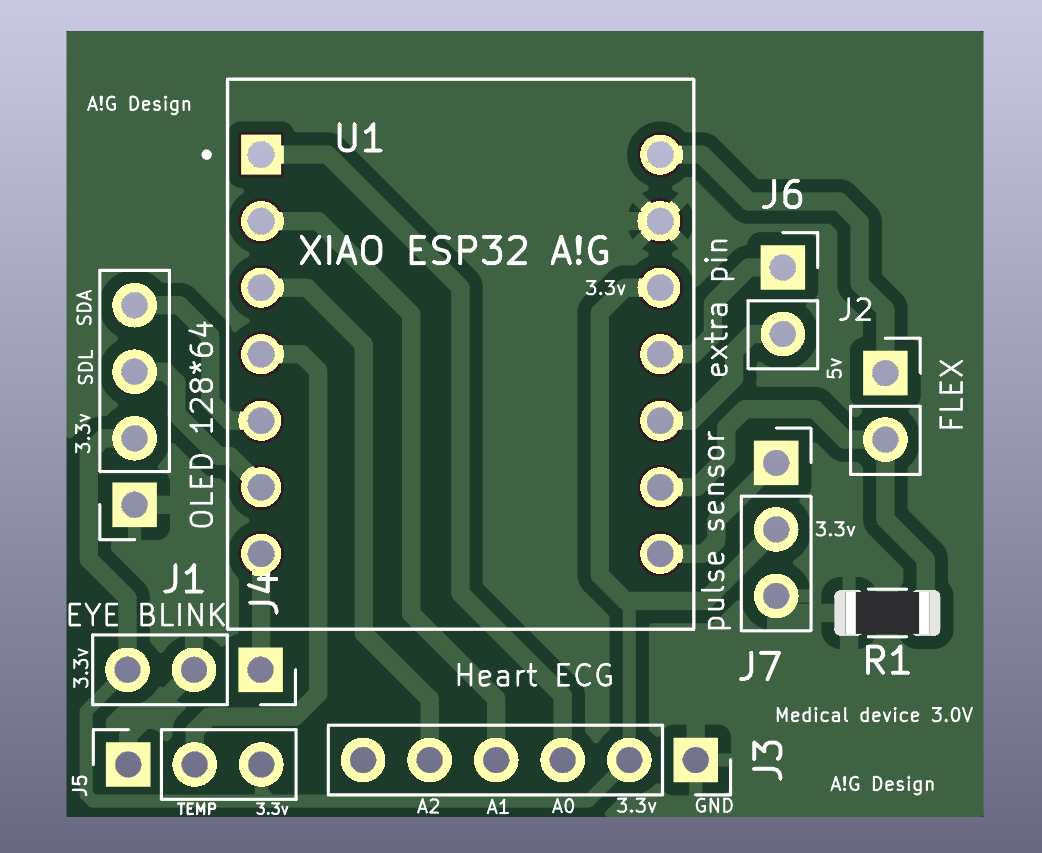 A!G Design
U1
J6
XIAO ESP32 A!G
3.3v
extra pin
SDA
SDL
3.3v
OLED 128*64
J2
5v
FLEX
pulse sensor
3.3v
J1
EYE BLINK
J4
3.3v
Heart ECG
J7
R1
Medical device 3.0V
J5
TEMP
3.3v
A2
A1
A0
3.3v
GND
J3
A!G Design